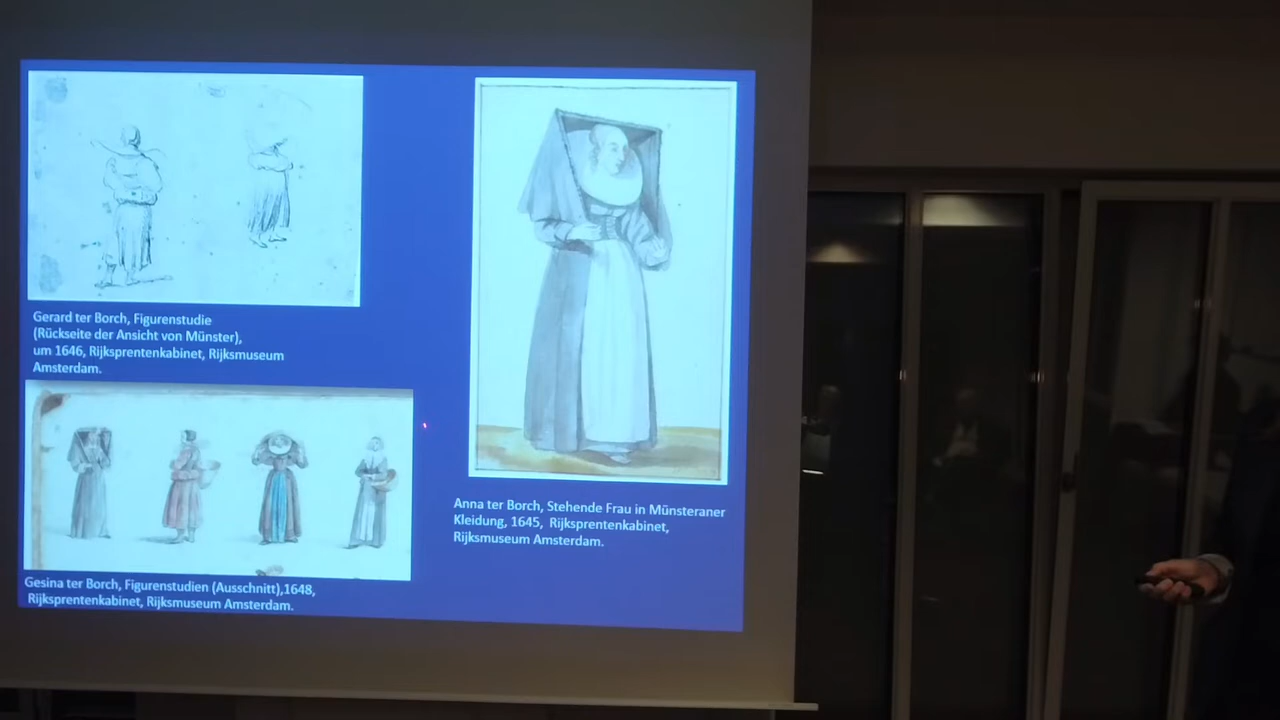 Gerard ter Borch, Figurenstudie
(Rückseite der Ansicht von Münster),
um 1646, Rijksprentenkabinet, Rijksmuseum
Amsterdam.
Gesina ter Borch, Figurenstudien (Ausschnitt),1648,
Rijksprentenkabinet, Rijksmuseum Amsterdam.
Anna ter Borch, Stehende Frau in Münsteraner
Kleidung, 1645, Rijksprentenkabinet,
Rijksmuseum Amsterdam.